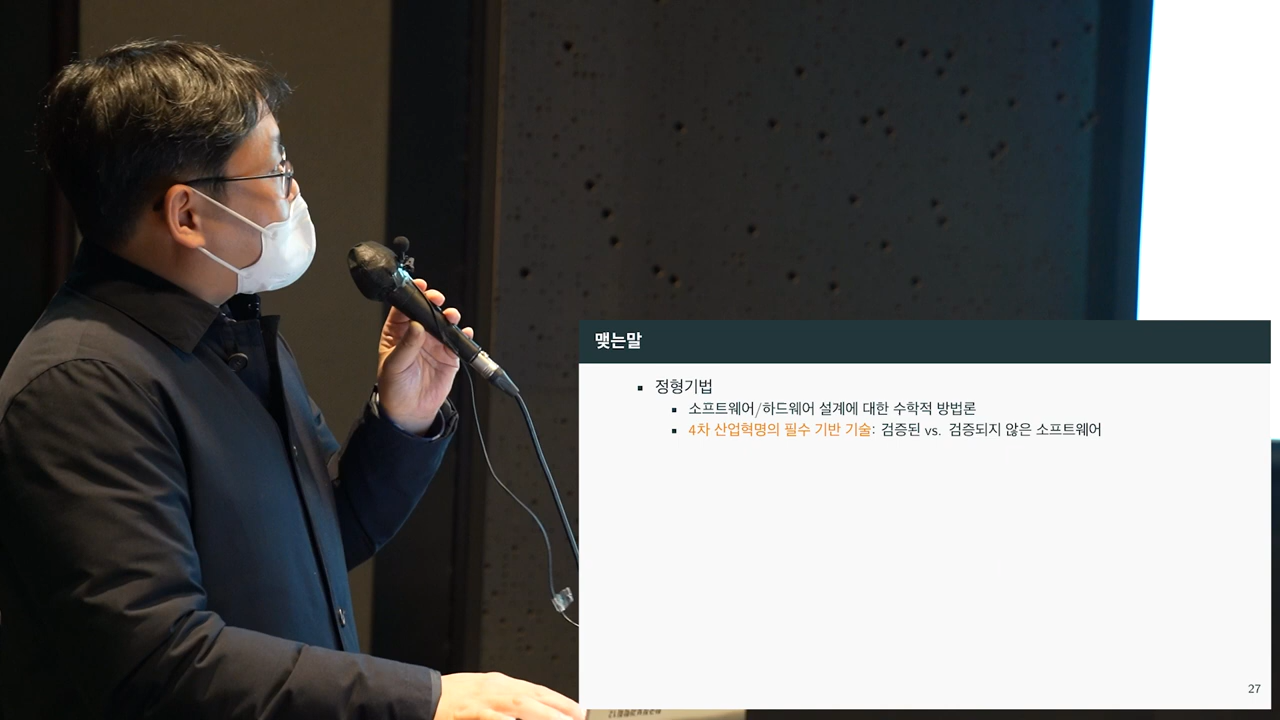 맺는말
정형기법
소프트웨어/하드웨어 설계에 대한 수학적 방법론
4차 산업혁명의 필수 기반 기술: 검증된 vs. 검증되지 않은 소프트웨어
27